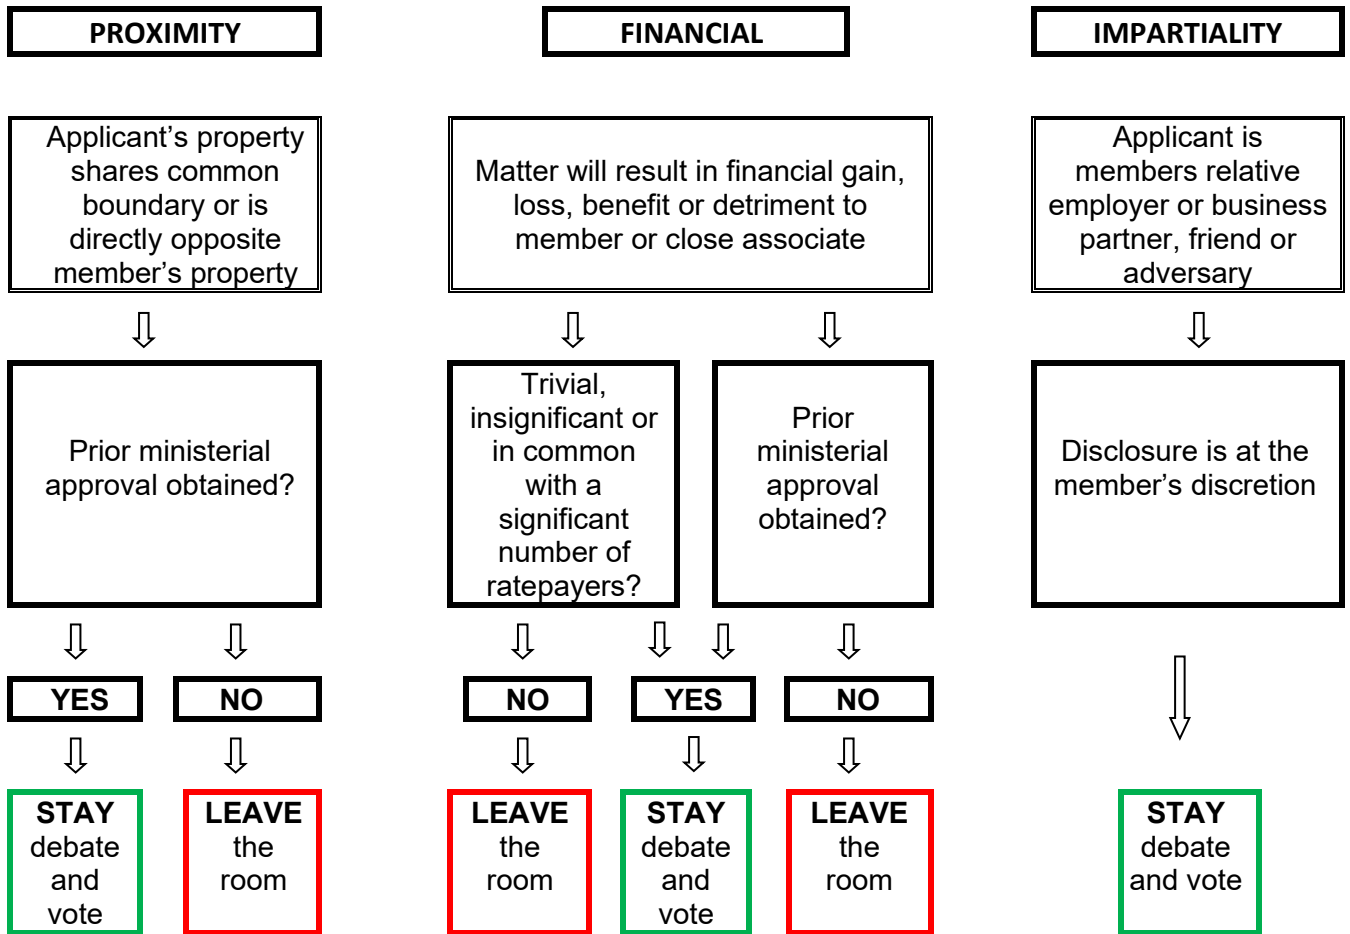 PROXIMITY
FINANCIAL
IMPARTIALITY
Applicant’s property
shares common
boundary or is
directly opposite
member’s property
Matter will result in financial gain,
loss, benefit or detriment to
member or close associate
Applicant is
members relative
employer or business
partner, friend or
adversary
Prior ministerial
approval obtained?
Trivial,
insignificant or
in common
with a
significant
number of
ratepayers?
Prior
ministerial
approval
obtained?
Disclosure is at the
member’s discretion
YES
NO
NO
YES
NO
STAY
debate
and
vote
LEAVE
the
room
LEAVE
the
room
STAY
debate
and
vote
LEAVE
the
room
STAY
debate
and vote